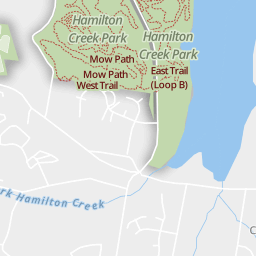 Hamilton
Creek Park
Hamilton
Creek Park
Mow Path
Mow Path
West Trail
East Trail
(Loop B)
rk Hamilton Creek
C